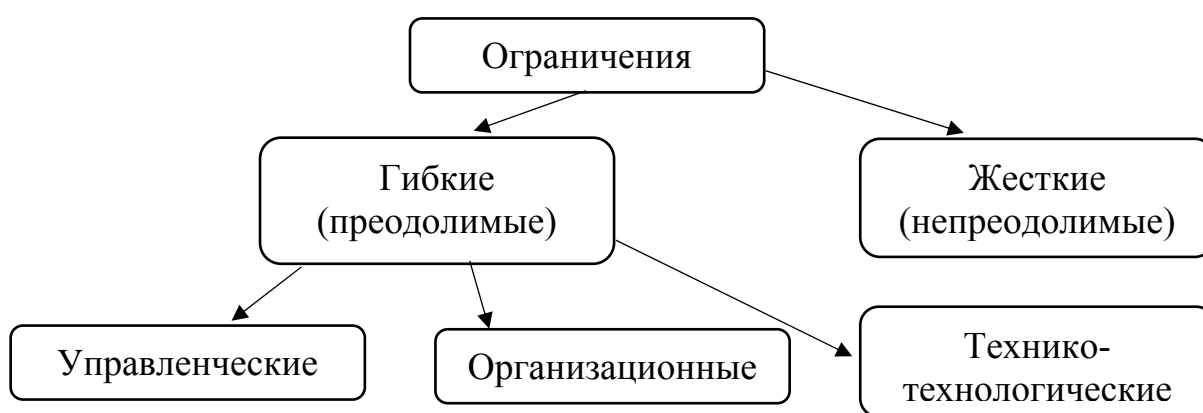 Ограничения
Гибкие
(преодолимые)
Жесткие
(непреодолимые)
Управленческие
Организационные
Технико-
технологические